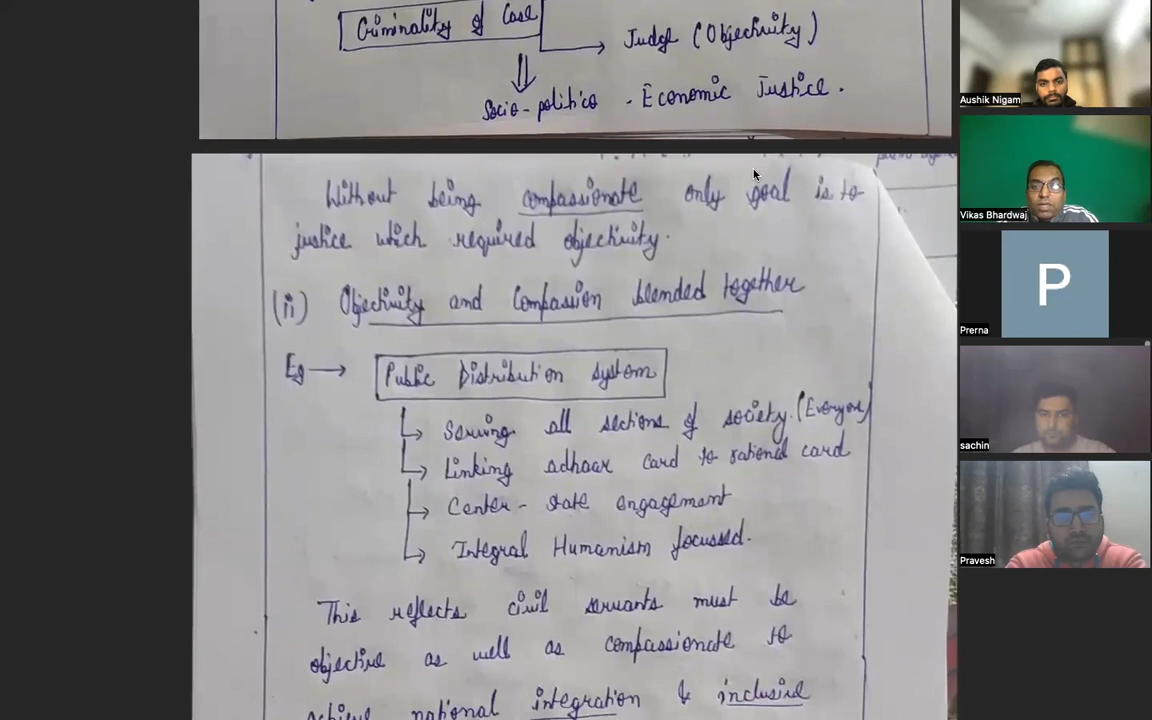 Criminality of Case
Judge (Objectivity)
Socio-politico - Economic Justice.
Without being compassionate only goal is to
justice which required objectivity.
(ii) Objectivity and Compassion blended together
Eg → Public Distribution system
Serving all sections of society. (Everyone)
Linking adhaar card to rational card
Center-state engagement
Integral Humanism focussed.
This reflects civil servants must be
objective as well as compassionate to
achieve national integration & inclusive
Aushik Nigam
Vikas Bhardwaj
P
Prerna
sachin
Pravesh